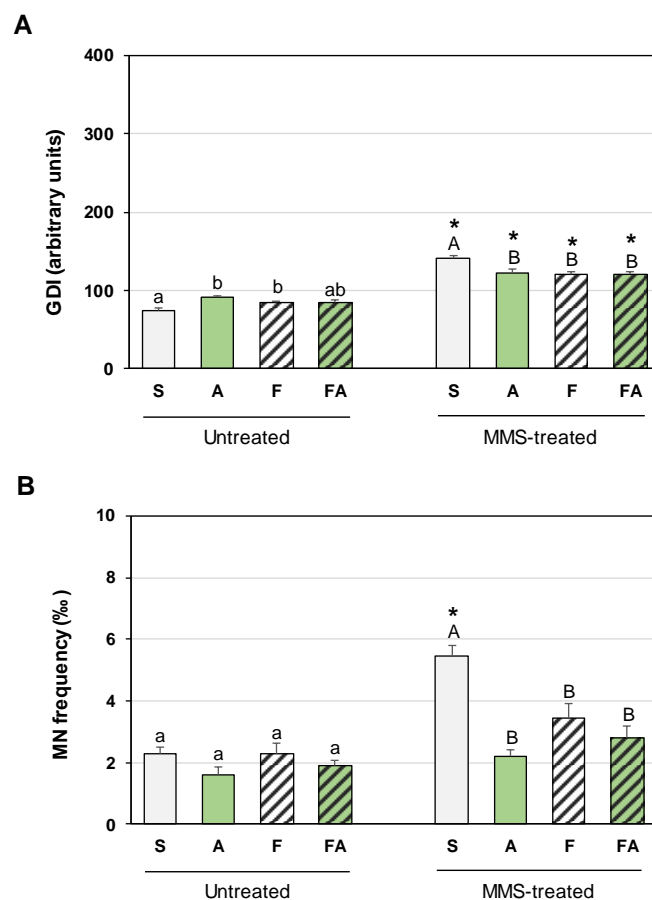 A
GDI (arbitrary units)
400
300
200
100
0
a
b
b
ab
*
A
*
B
*
B
*
B
S
A
F
FA
S
A
F
FA
Untreated
MMS-treated
B
MN frequency (‰)
10
8
6
4
2
0
a
a
a
a
*
A
B
B
B
S
A
F
FA
S
A
F
FA
Untreated
MMS-treated